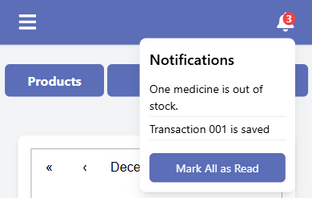 3
Notifications
Products
One medicine is out of
stock.
Transaction 001 is saved
« ‹ Dece
Mark All as Read